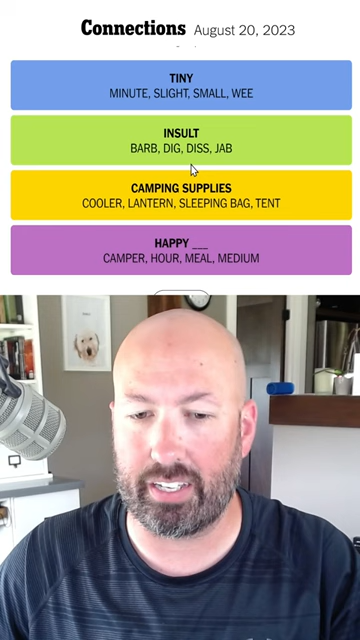 Connections August 20, 2023
TINY
MINUTE, SLIGHT, SMALL, WEE
INSULT
BARB, DIG, DISS, JAB
CAMPING SUPPLIES
COOLER, LANTERN, SLEEPING BAG, TENT
HAPPY ___
CAMPER, HOUR, MEAL, MEDIUM